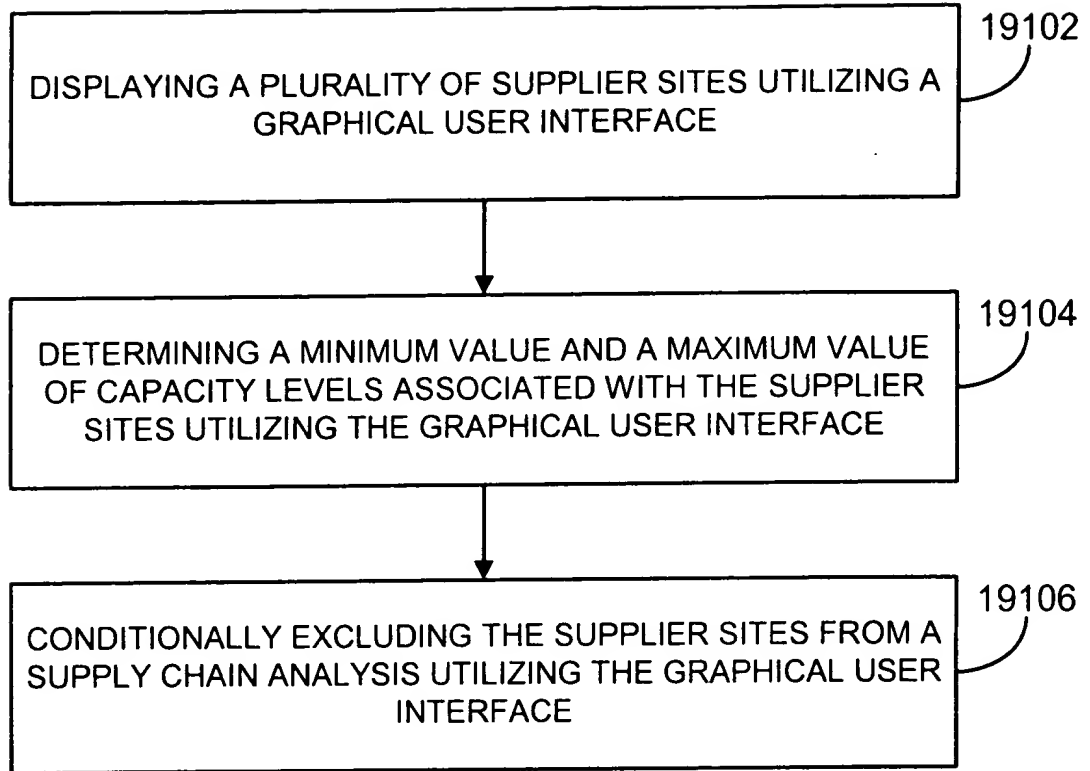 19102
DISPLAYING A PLURALITY OF SUPPLIER SITES UTILIZING A
GRAPHICAL USER INTERFACE
19104
DETERMINING A MINIMUM VALUE AND A MAXIMUM VALUE
OF CAPACITY LEVELS ASSOCIATED WITH THE SUPPLIER
SITES UTILIZING THE GRAPHICAL USER INTERFACE
19106
CONDITIONALLY EXCLUDING THE SUPPLIER SITES FROM A
SUPPLY CHAIN ANALYSIS UTILIZING THE GRAPHICAL USER
INTERFACE